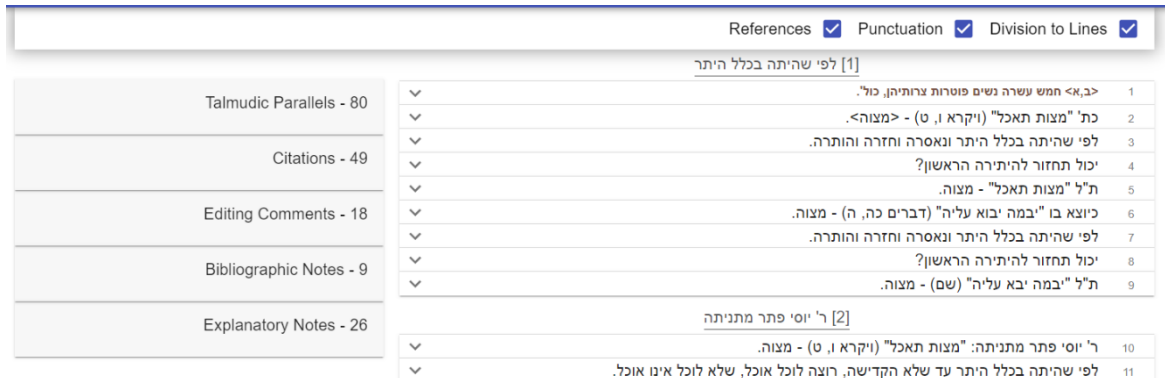 References Punctuation Division to Lines
[1] לפי שהיתה בכלל היתר
1 <ב,א> חמש עשרה נשים פוטרות צרותיהן, כול'.
2 כת' "מצות תאכל" (ויקרא ו, ט) - <מצוה>.
3 לפי שהיתה בכלל היתר ונאסרה וחזרה והותרה.
4 יכול תחזור להיתירה הראשון?
5 ת"ל "מצות תאכל" - מצוה.
6 כיוצא בו "יבמה יבוא עליה" (דברים כה, ה) - מצוה.
7 לפי שהיתה בכלל היתר ונאסרה וחזרה והותרה.
8 יכול תחזור להיתירה הראשון?
9 ת"ל "יבמה יבא עליה" (שם) - מצוה.
[2] ר' יוסי פתר מתניתה
10 ר' יוסי פתר מתניתה: "מצות תאכל" (ויקרא ו, ט) - מצוה.
11 לפי שהיתה בכלל היתר עד שלא הקדישה, רוצה לוכל אוכל, שלא לוכל אינו אוכל.
Talmudic Parallels - 80
Citations - 49
Editing Comments - 18
Bibliographic Notes - 9
Explanatory Notes - 26